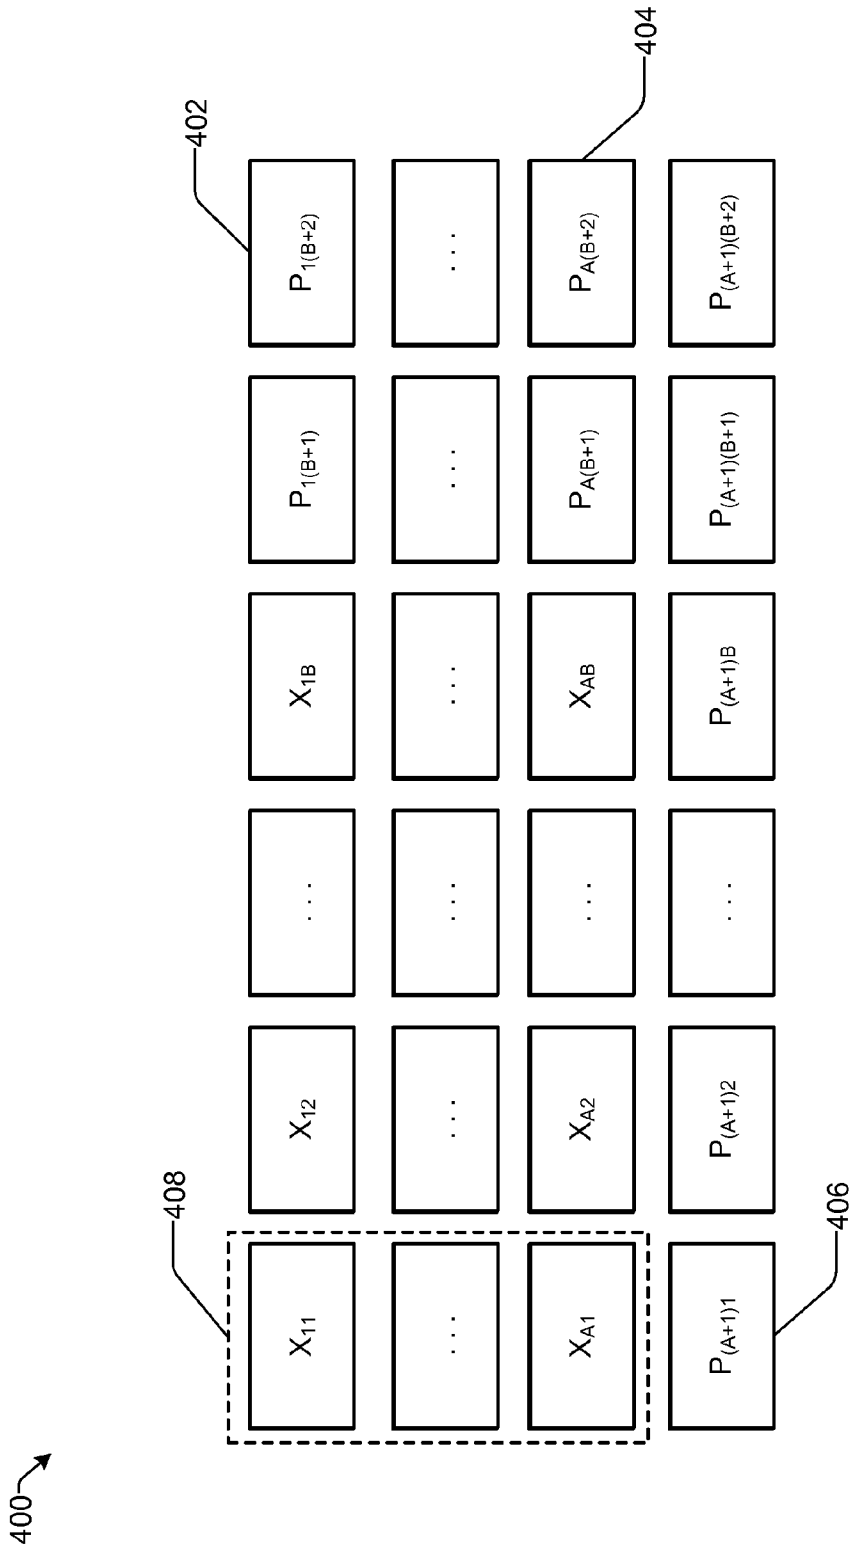 400
408
402
X11 X12 ... X1B P1(B+1) P1(B+2)
... ... ... ... ... ...
XA1 XA2 ... XAB PA(B+1) PA(B+2)
404
P(A+1)1 P(A+1)2 ... P(A+1)B P(A+1)(B+1) P(A+1)(B+2)
406